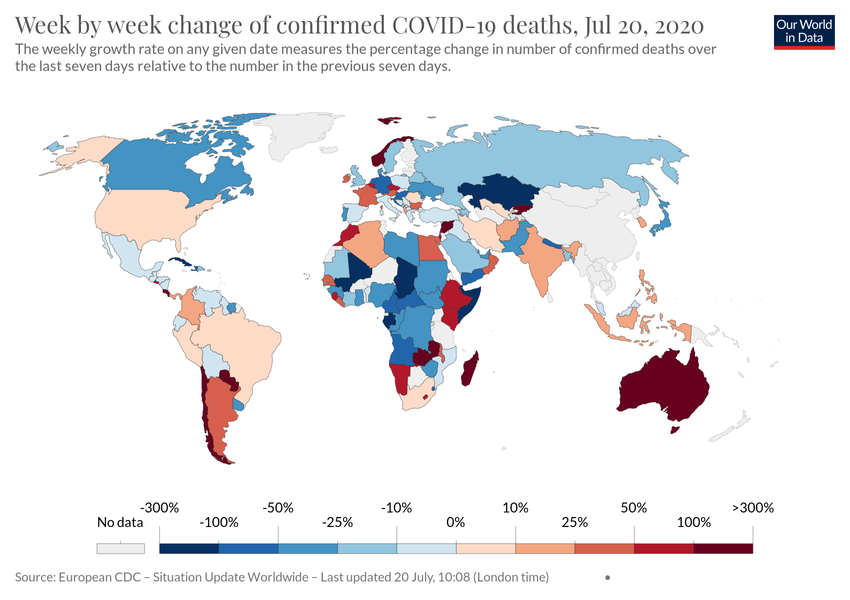 Week by week change of confirmed COVID-19 deaths, Jul 20, 2020
Our World
in Data
The weekly growth rate on any given date measures the percentage change in number of confirmed deaths over
the last seven days relative to the number in the previous seven days.
-300% -50% -10% 10% 50% >300%
No data -100% -25% 0% 25% 100%
Source: European CDC – Situation Update Worldwide – Last updated 20 July, 10:08 (London time) •